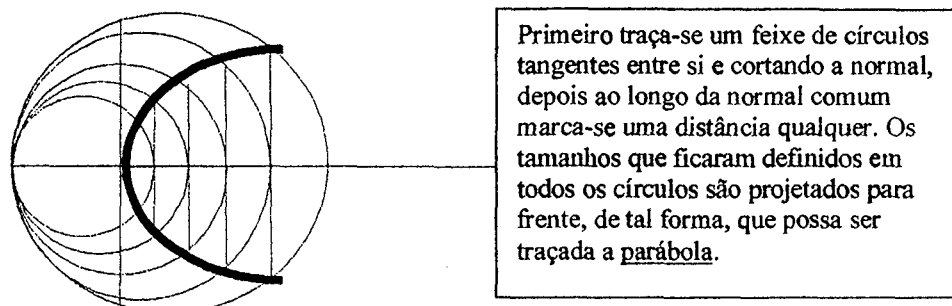 Primeiro traça-se um feixe de círculos
tangentes entre si e cortando a normal,
depois ao longo da normal comum
marca-se uma distância qualquer. Os
tamanhos que ficaram definidos em
todos os círculos são projetados para
frente, de tal forma, que possa ser
traçada a parábola.